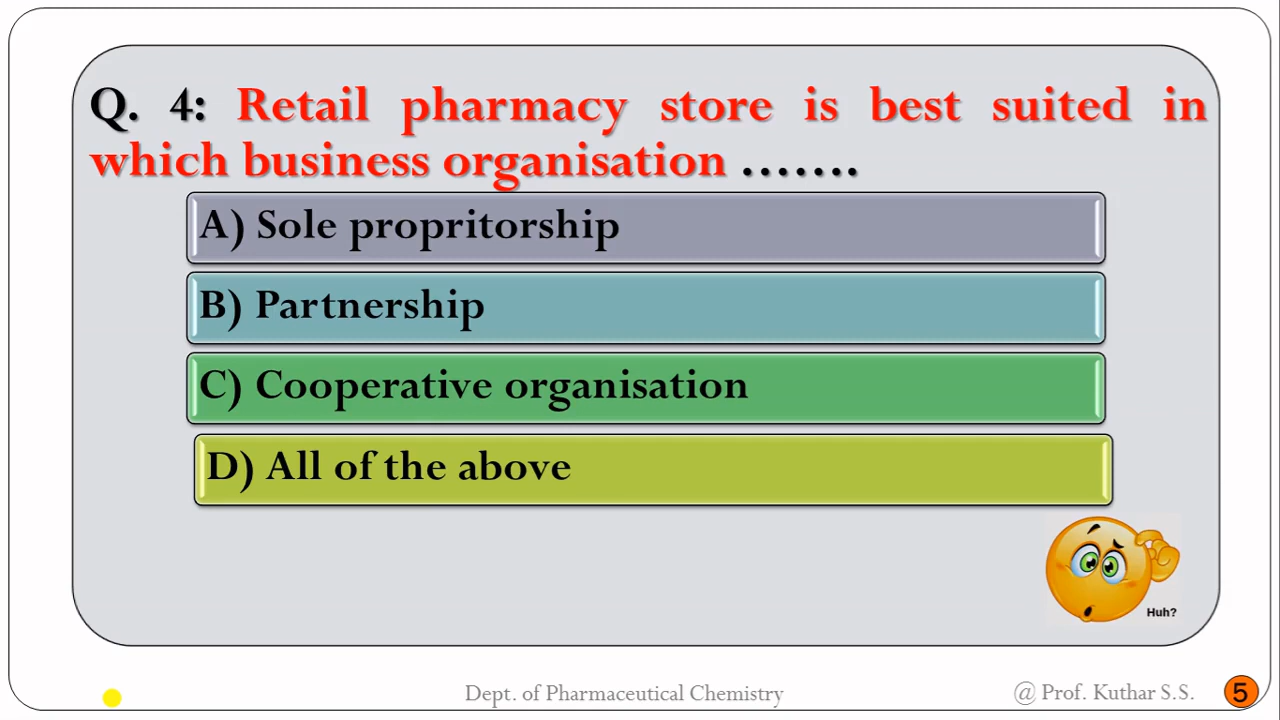 Q. 4: Retail pharmacy store is best suited in
which business organisation .......
A) Sole propritorship
B) Partnership
C) Cooperative organisation
D) All of the above
Huh?
Dept. of Pharmaceutical Chemistry
@ Prof. Kuthar S.S.
5